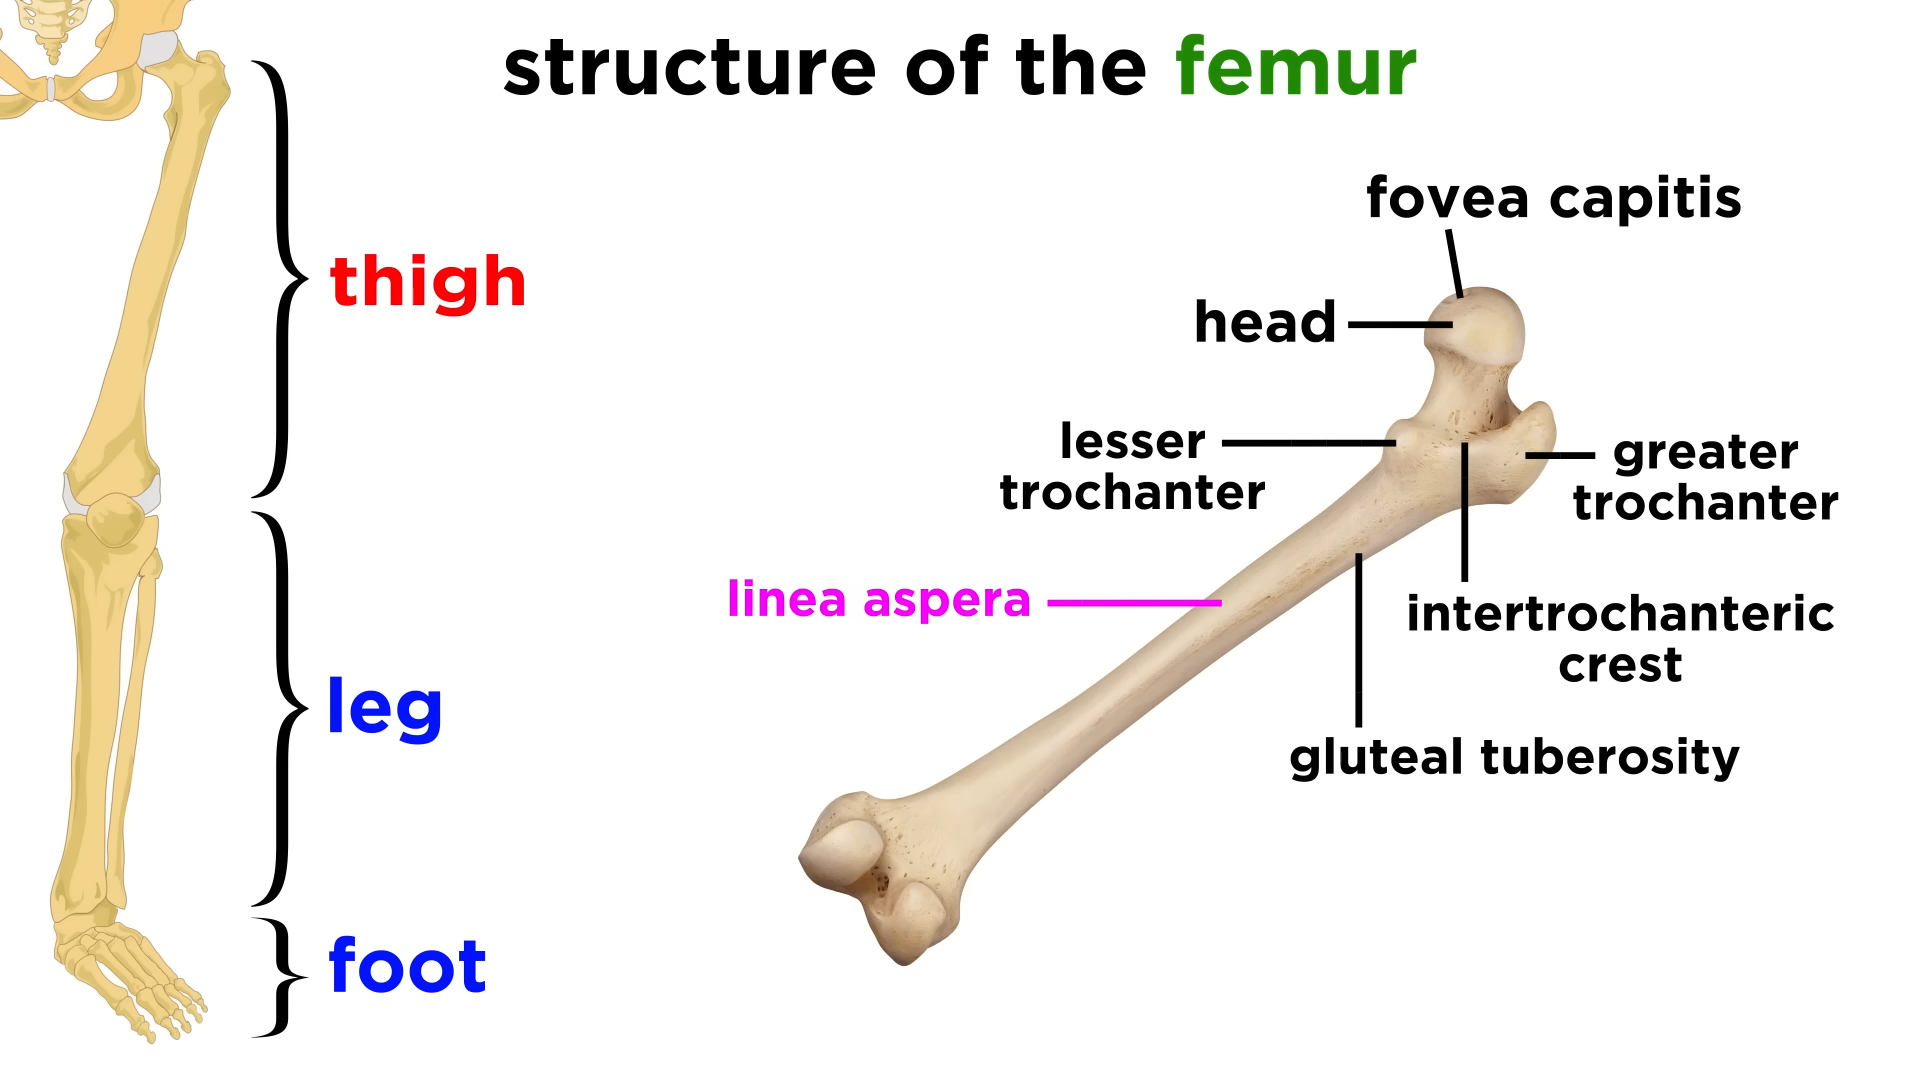 structure of the femur
thigh
leg
foot
fovea capitis
head
lesser
trochanter
greater
trochanter
linea aspera
intertrochanteric
crest
gluteal tuberosity